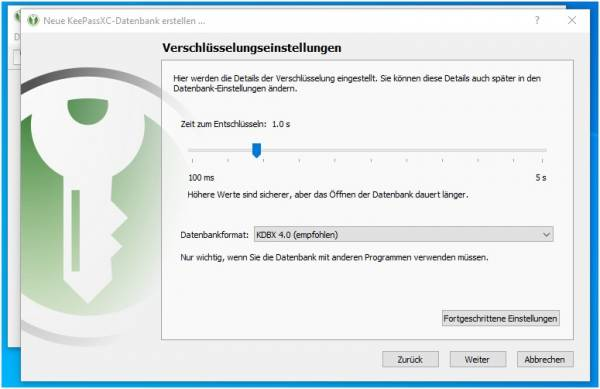 Neue KeePassXC-Datenbank erstellen ...
?
Verschlüsselungseinstellungen
Hier werden die Details der Verschlüsselung eingestellt. Sie können diese Details auch später in den
Datenbank-Einstellungen ändern.
Zeit zum Entschlüsseln: 1.0 s
100 ms 5 s
Höhere Werte sind sicherer, aber das Öffnen der Datenbank dauert länger.
Datenbankformat: KDBX 4.0 (empfohlen)
Nur wichtig, wenn Sie die Datenbank mit anderen Programmen verwenden müssen.
Fortgeschrittene Einstellungen
Zurück Weiter Abbrechen